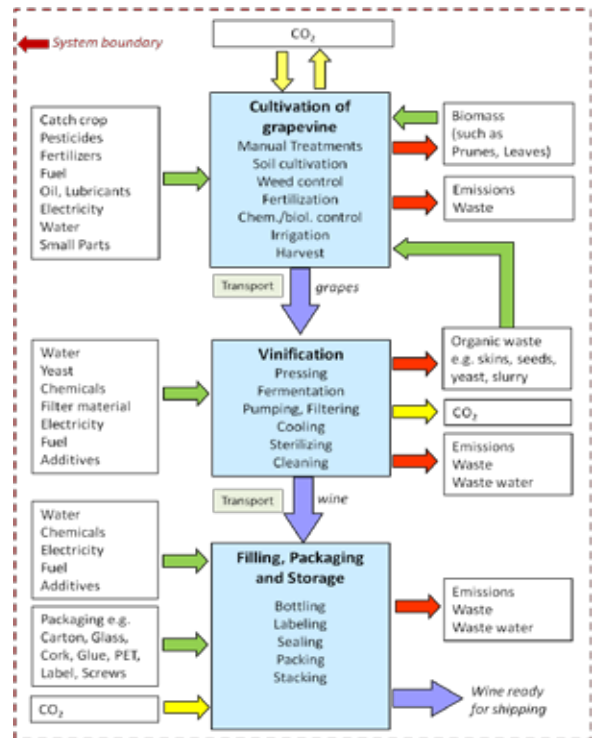 System boundary
CO₂
Cultivation of
grapevine
Manual Treatments
Soil cultivation
Weed control
Fertilization
Chem./biol. control
Irrigation
Harvest
Catch crop
Pesticides
Fertilizers
Fuel
Oil, Lubricants
Electricity
Water
Small Parts
Biomass
(such as
Prunes, Leaves)
Emissions
Waste
Transport
grapes
Vinification
Pressing
Fermentation
Pumping, Filtering
Cooling
Sterilizing
Cleaning
Water
Yeast
Chemicals
Filter material
Electricity
Fuel
Additives
Organic waste
e.g. skins, seeds,
yeast, slurry
CO₂
Emissions
Waste
Waste water
Transport
wine
Water
Chemicals
Electricity
Fuel
Additives
Packaging e.g.
Carton, Glass,
Cork, Glue, PET,
Label, Screws
CO₂
Filling, Packaging
and Storage
Bottling
Labeling
Sealing
Packing
Stacking
Emissions
Waste
Waste water
Wine ready
for shipping